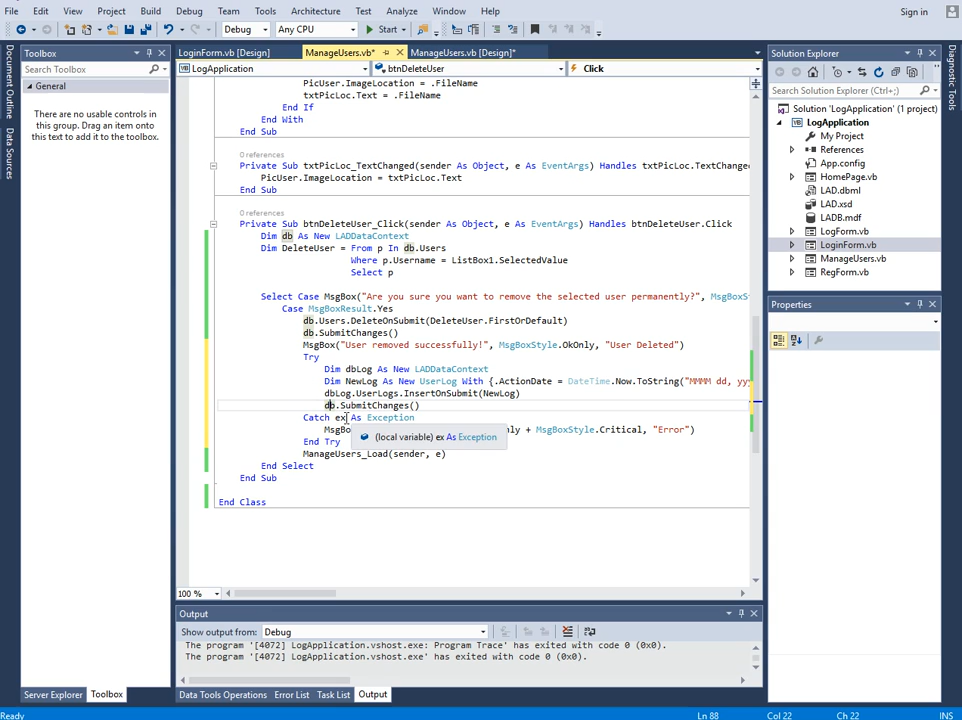 File Edit View Project Build Debug Team Tools Architecture Test Analyze Window Help Sign in
Debug Any CPU Start
Document Outline
Data Sources
Toolbox
Search Toolbox
General
There are no usable controls in
this group. Drag an item onto
this text to add it to the toolbox.
Server Explorer Toolbox
LoginForm.vb [Design] ManageUsers.vb* ManageUsers.vb [Design]*
LogApplication btnDeleteUser Click
PicUser.ImageLocation = .FileName
txtPicLoc.Text = .FileName
End If
End With
End Sub
0 references
Private Sub txtPicLoc_TextChanged(sender As Object, e As EventArgs) Handles txtPicLoc.TextChanged
PicUser.ImageLocation = txtPicLoc.Text
End Sub
0 references
Private Sub btnDeleteUser_Click(sender As Object, e As EventArgs) Handles btnDeleteUser.Click
Dim db As New LADDataContext
Dim DeleteUser = From p In db.Users
Where p.Username = ListBox1.SelectedValue
Select p
Select Case MsgBox("Are you sure you want to remove the selected user permanently?", MsgBoxSt
Case MsgBoxResult.Yes
db.Users.DeleteOnSubmit(DeleteUser.FirstOrDefault)
db.SubmitChanges()
MsgBox("User removed successfully!", MsgBoxStyle.OkOnly, "User Deleted")
Try
Dim dbLog As New LADDataContext
Dim NewLog As New UserLog With {.ActionDate = DateTime.Now.ToString("MMMM dd, yyy
dbLog.UserLogs.InsertOnSubmit(NewLog)
db.SubmitChanges()
Catch ex As Exception
MsgBo nly + MsgBoxStyle.Critical, "Error")
(local variable) ex As Exception
End Try
ManageUsers_Load(sender, e)
End Select
End Sub
End Class
100 %
Output
Show output from: Debug
The program '[4072] LogApplication.vshost.exe: Program Trace' has exited with code 0 (0x0).
The program '[4072] LogApplication.vshost.exe' has exited with code 0 (0x0).
Data Tools Operations Error List Task List Output
Solution Explorer
Search Solution Explorer (Ctrl+;)
Solution 'LogApplication' (1 project)
LogApplication
My Project
References
App.config
HomePage.vb
LAD.dbml
LAD.xsd
LADB.mdf
LogForm.vb
LoginForm.vb
ManageUsers.vb
RegForm.vb
Properties
Diagnostic Tools
Ready Ln 88 Col 22 Ch 22 INS